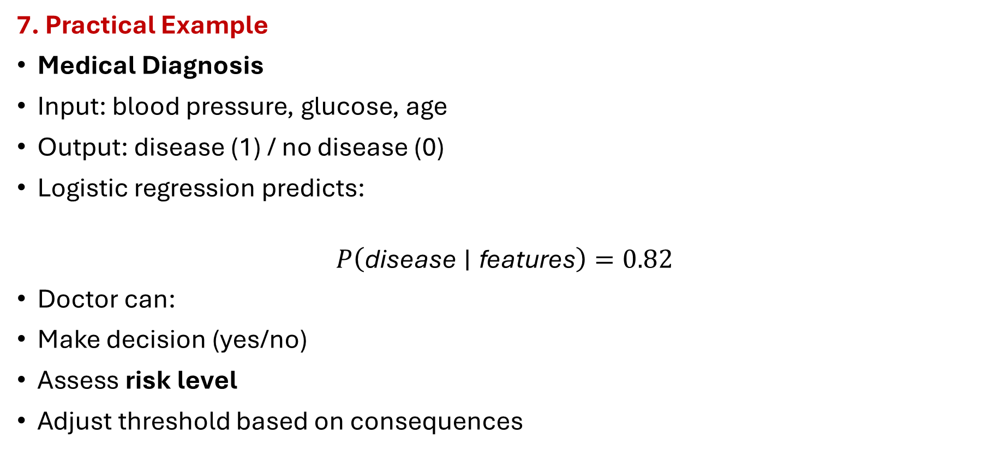 7. Practical Example
• Medical Diagnosis
• Input: blood pressure, glucose, age
• Output: disease (1) / no disease (0)
• Logistic regression predicts:
P(disease | features) = 0.82
• Doctor can:
• Make decision (yes/no)
• Assess risk level
• Adjust threshold based on consequences